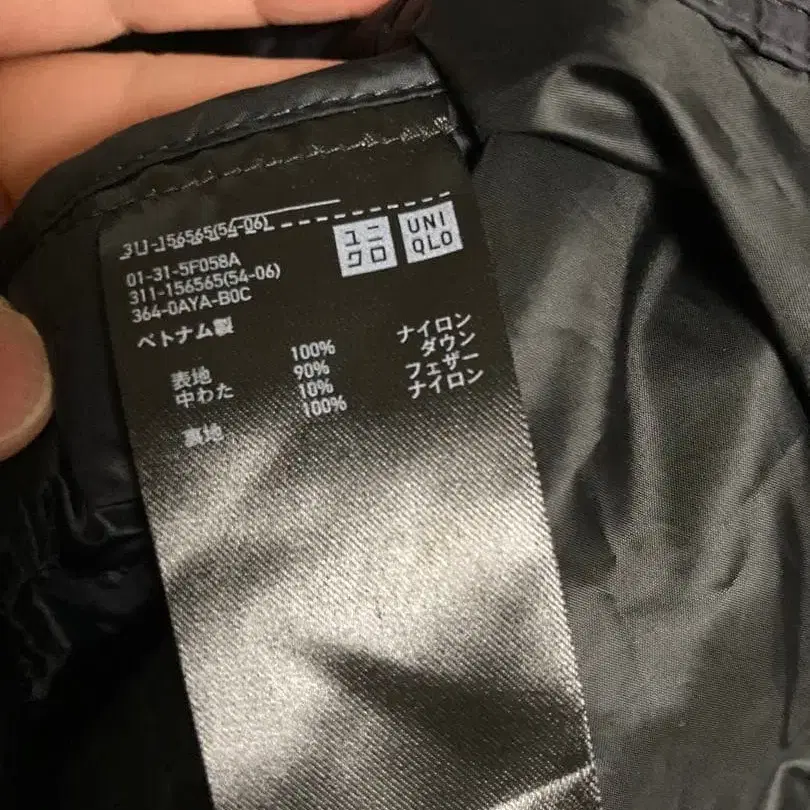 311-156565(54-06)
ユニクロ
UNIQLO
01-31-5F058A
311-156565(54-06)
364-0AYA-B0C
ベトナム製
表地 100% ナイロン
中わた 90% ダウン
10% フェザー
裏地 100% ナイロン